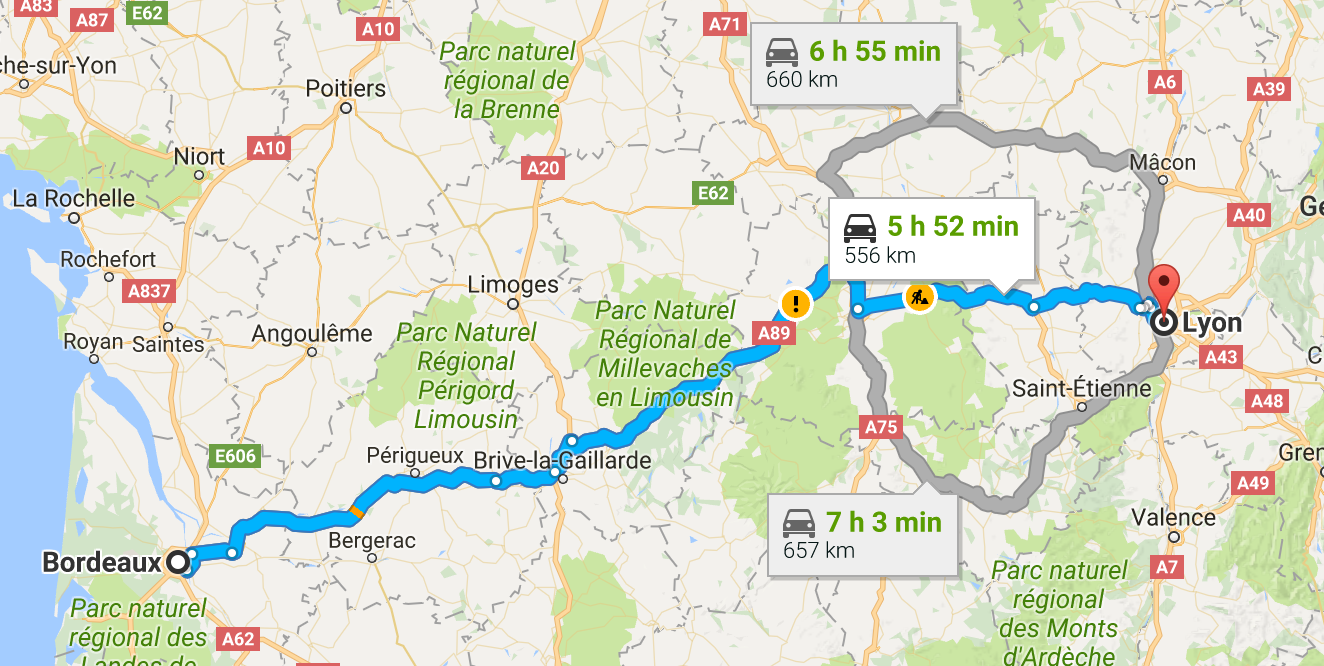 A83
A87
E62
A10
A71
Parc naturel
régional de
la Brenne
6 h 55 min
660 km
che-sur-Yon
Poitiers
A6
A39
A10
Niort
A20
Mâcon
E62
La Rochelle
A40
Ge
5 h 52 min
556 km
Rochefort
A837
Limoges
Parc Naturel
Régional de
Millevaches
en Limousin
A89
Lyon
Royan
Saintes
Angoulême
Parc Naturel
Régional
Périgord
Limousin
A43
C
Saint-Étienne
A48
A75
E606
Périgueux
Brive-la-Gaillarde
Gren
A49
7 h 3 min
657 km
Valence
Bergerac
Bordeaux
A7
Parc naturel
régional
des Monts
d'Ardèche
Parc naturel
régional des
Landes de
A62